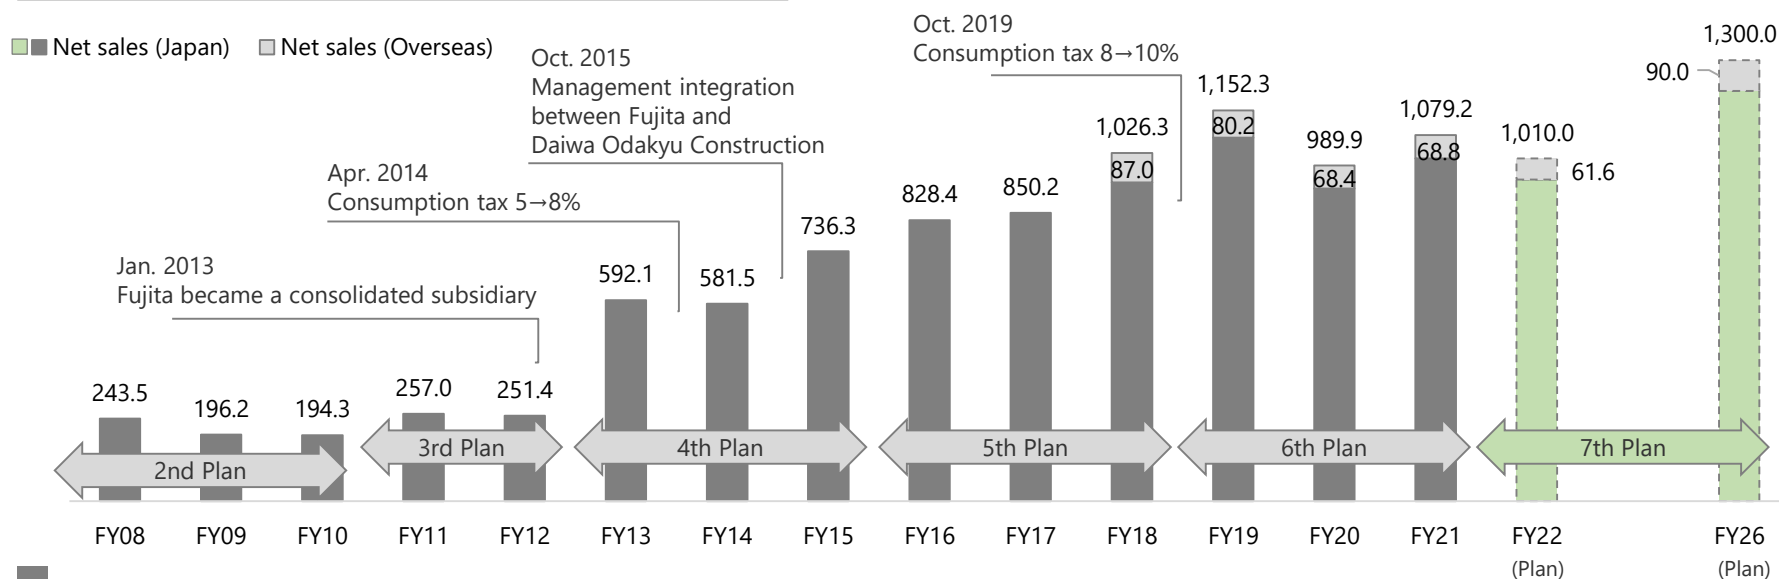 Net sales (Japan) Net sales (Overseas)
Oct. 2015
Management integration
between Fujita and
Daiwa Odakyu Construction
Oct. 2019
Consumption tax 8→10%
Apr. 2014
Consumption tax 5→8%
Jan. 2013
Fujita became a consolidated subsidiary
243.5
196.2
194.3
257.0
251.4
592.1
581.5
736.3
828.4
850.2
1,026.3
87.0
1,152.3
80.2
989.9
68.4
1,079.2
68.8
1,010.0
61.6
1,300.0
90.0
2nd Plan
3rd Plan
4th Plan
5th Plan
6th Plan
7th Plan
FY08 FY09 FY10 FY11 FY12 FY13 FY14 FY15 FY16 FY17 FY18 FY19 FY20 FY21 FY22 FY26
(Plan) (Plan)